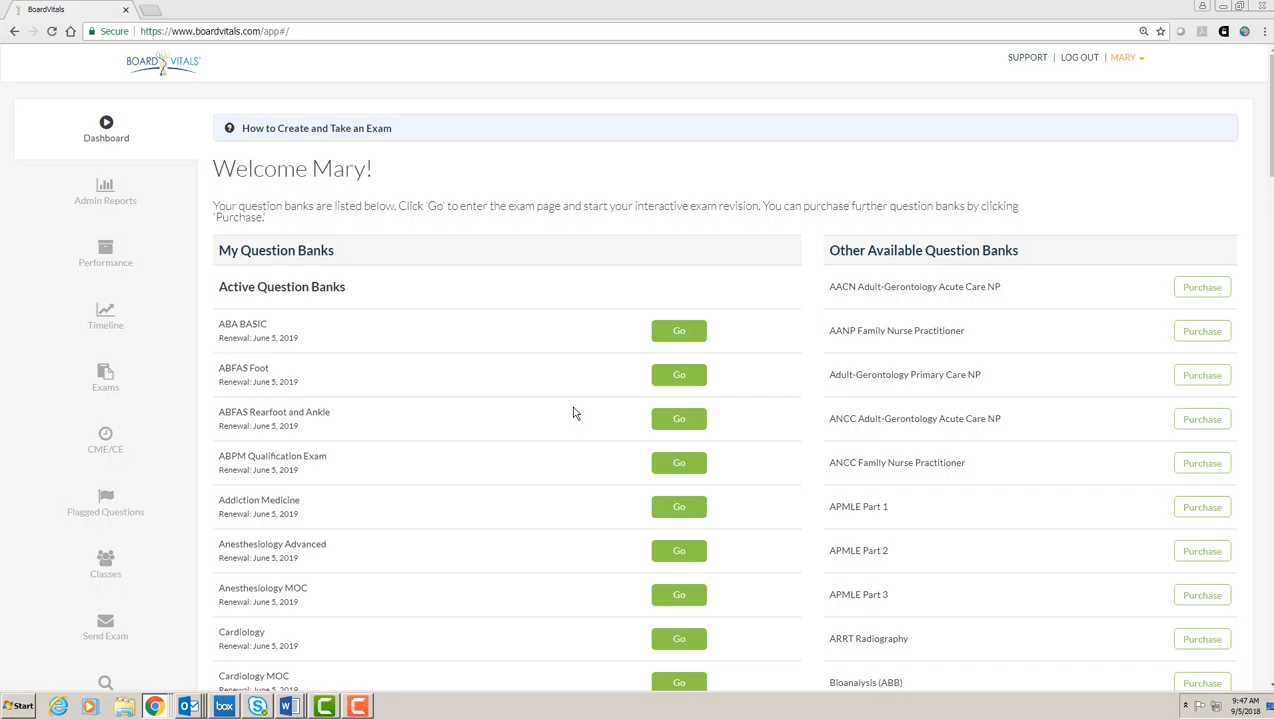 BoardVitals
Secure
https://www.boardvitals.com/app#/
BOARD VITALS
SUPPORT | LOG OUT | MARY
Dashboard
Admin Reports
Performance
Timeline
Exams
CME/CE
Flagged Questions
Classes
Send Exam
How to Create and Take an Exam
Welcome Mary!
Your question banks are listed below. Click 'Go' to enter the exam page and start your interactive exam revision. You can purchase further question banks by clicking
'Purchase.'
My Question Banks
Active Question Banks
ABA BASIC
Renewal: June 5, 2019
Go
ABFAS Foot
Renewal: June 5, 2019
Go
ABFAS Rearfoot and Ankle
Renewal: June 5, 2019
Go
ABPM Qualification Exam
Renewal: June 5, 2019
Go
Addiction Medicine
Renewal: June 5, 2019
Go
Anesthesiology Advanced
Renewal: June 5, 2019
Go
Anesthesiology MOC
Renewal: June 5, 2019
Go
Cardiology
Renewal: June 5, 2019
Go
Cardiology MOC
Renewal: June 5, 2019
Go
Other Available Question Banks
AACN Adult-Gerontology Acute Care NP
Purchase
AANP Family Nurse Practitioner
Purchase
Adult-Gerontology Primary Care NP
Purchase
ANCC Adult-Gerontology Acute Care NP
Purchase
ANCC Family Nurse Practitioner
Purchase
APMLE Part 1
Purchase
APMLE Part 2
Purchase
APMLE Part 3
Purchase
ARRT Radiography
Purchase
Bioanalysis (ABB)
Purchase
Start
box
9:47 AM
9/5/2018